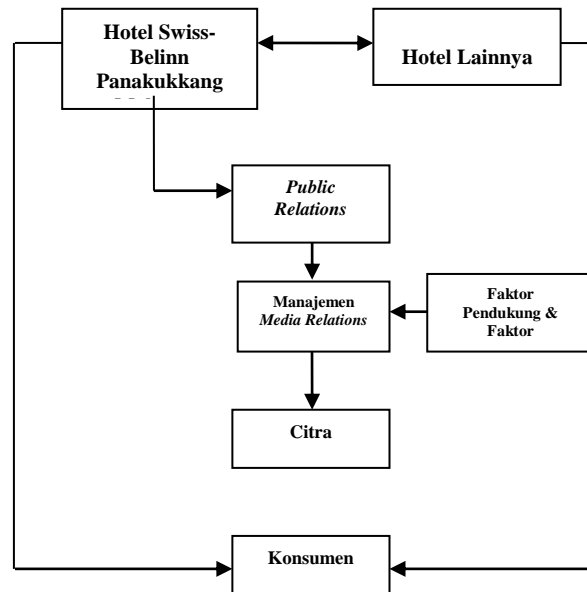 Hotel Swiss-
Belinn
Panakukkang
Hotel Lainnya
Public
Relations
Manajemen
Media Relations
Faktor
Pendukung &
Faktor
Citra
Konsumen